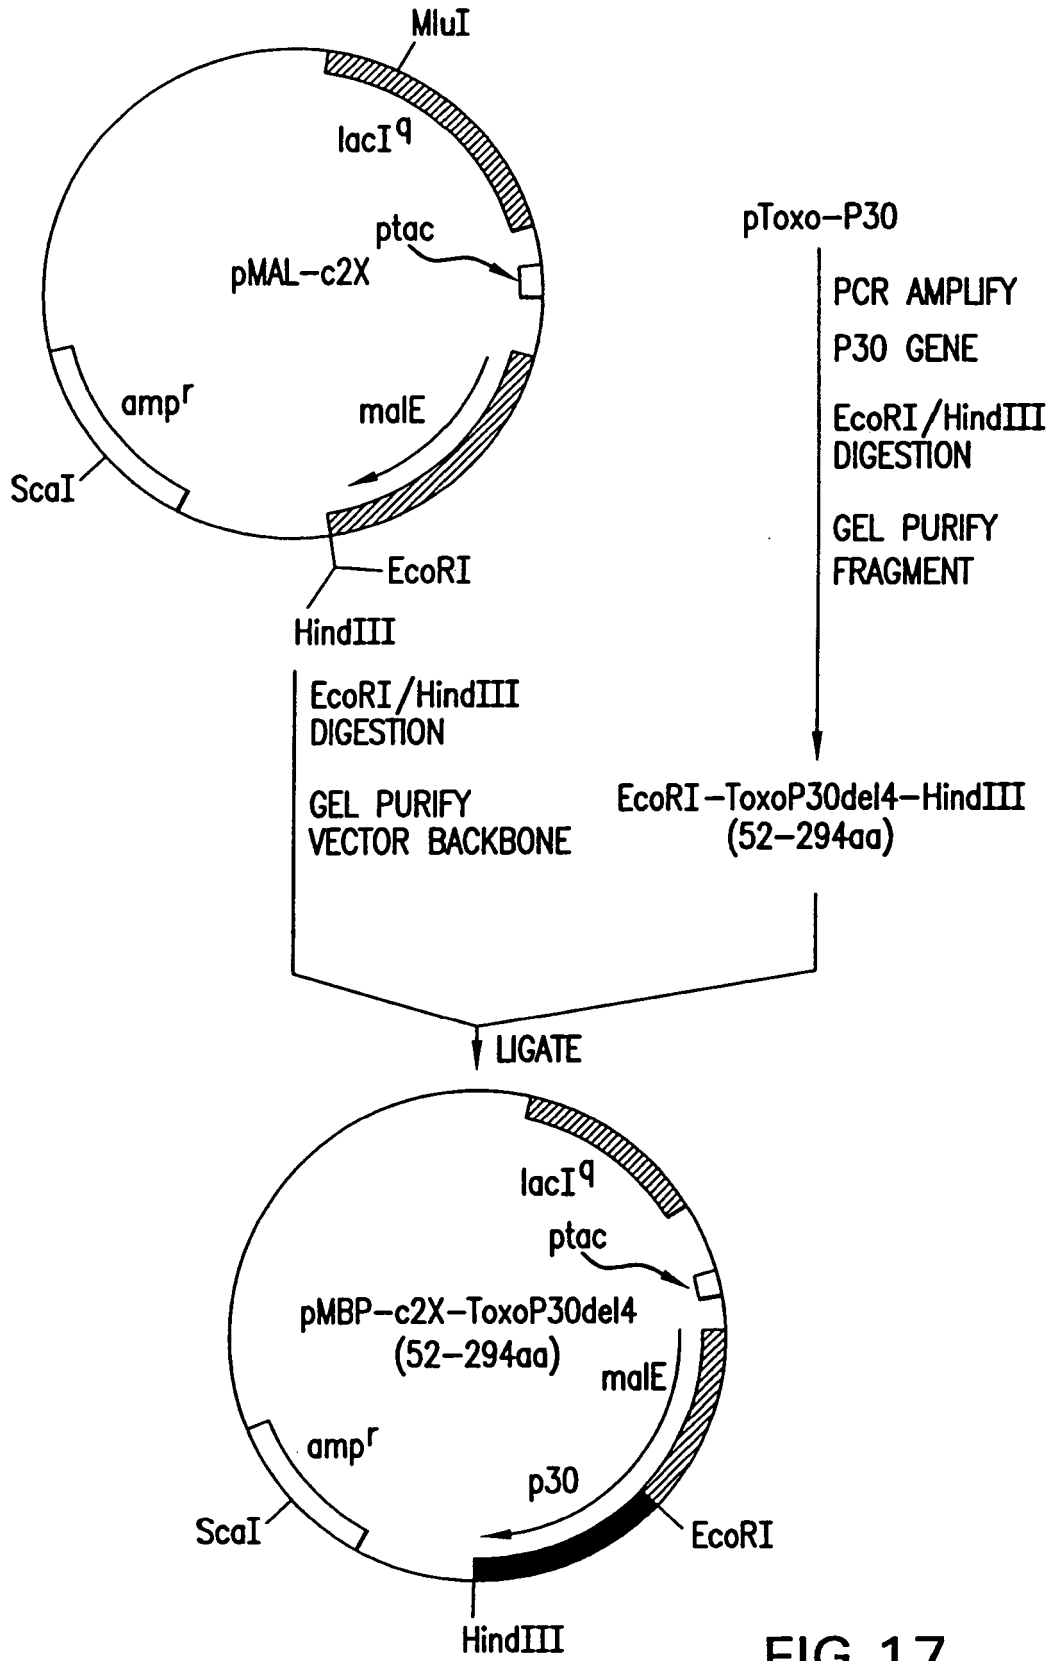 MluI
lacI^q
ptac
pMAL-c2X
amp^r
malE
ScaI
EcoRI
HindIII
EcoRI/HindIII
DIGESTION
GEL PURIFY
VECTOR BACKBONE
pToxo-P30
PCR AMPLIFY
P30 GENE
EcoRI/HindIII
DIGESTION
GEL PURIFY
FRAGMENT
EcoRI-ToxoP30del4-HindIII
(52-294aa)
LIGATE
lacI^q
ptac
pMBP-c2X-ToxoP30del4
(52-294aa)
malE
amp^r
p30
ScaI
EcoRI
HindIII
FIG.17